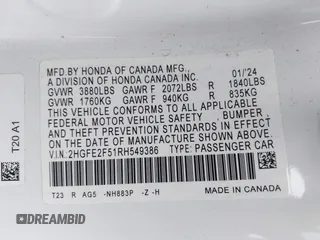 MFD.BY HONDA OF CANADA MFG., 01/'24
A DIVISION OF HONDA CANADA INC.
GVWR 3880LBS GAWR F 2072LBS R 1840LBS
GVWR 1760KG GAWR F 940KG R 835KG
THIS VEHICLE CONFORMS TO ALL APPLICABLE
FEDERAL MOTOR VEHICLE SAFETY , BUMPER ,
AND THEFT PREVENTION STANDARDS IN EFFECT
ON THE DATE OF MANUFACTURE SHOWN ABOVE.
V.I.N.:2HGFE2F51RH549386 TYPE: PASSENGER CAR
T23 R AG5 -NH883P -Z -H
MADE IN CANADA
T20 A1
DREAMBID